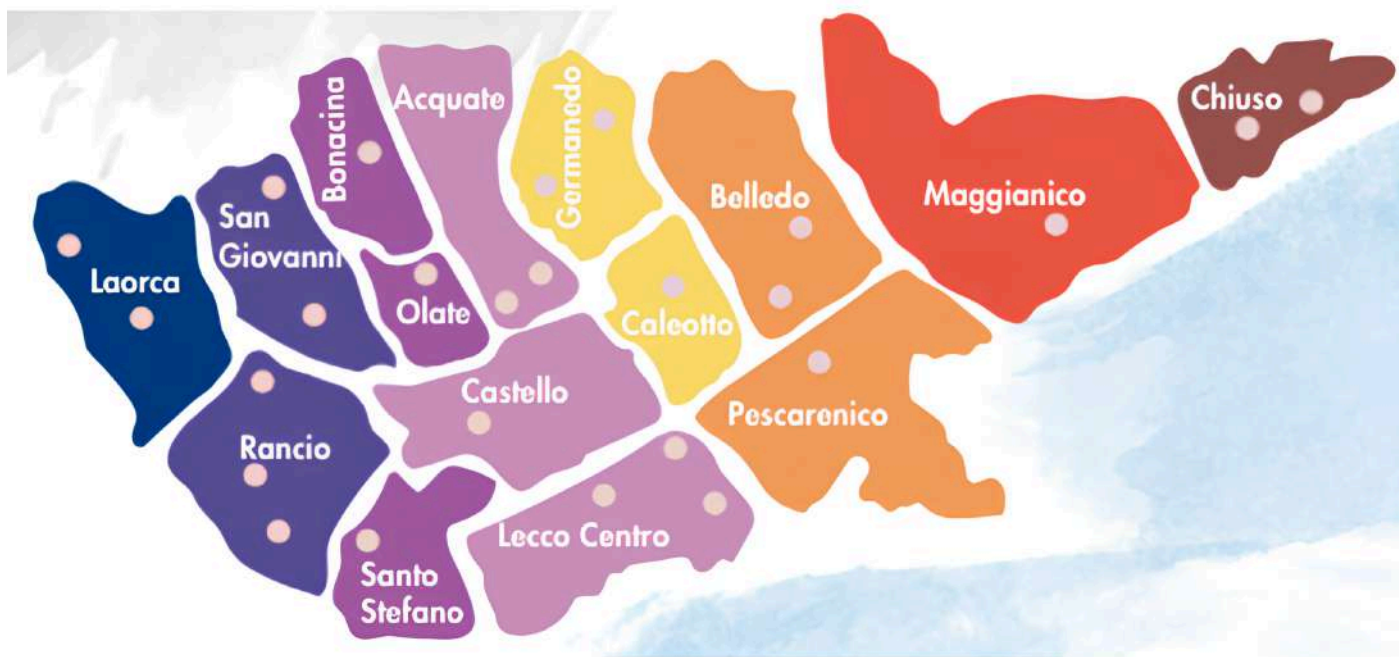 Laorca
San
Giovanni
Bonacina
Olate
Acquate
Germanedo
Caleotto
Belledo
Maggianico
Chiuso
Rancio
Castello
Pescarenico
Santo
Stefano
Lecco Centro